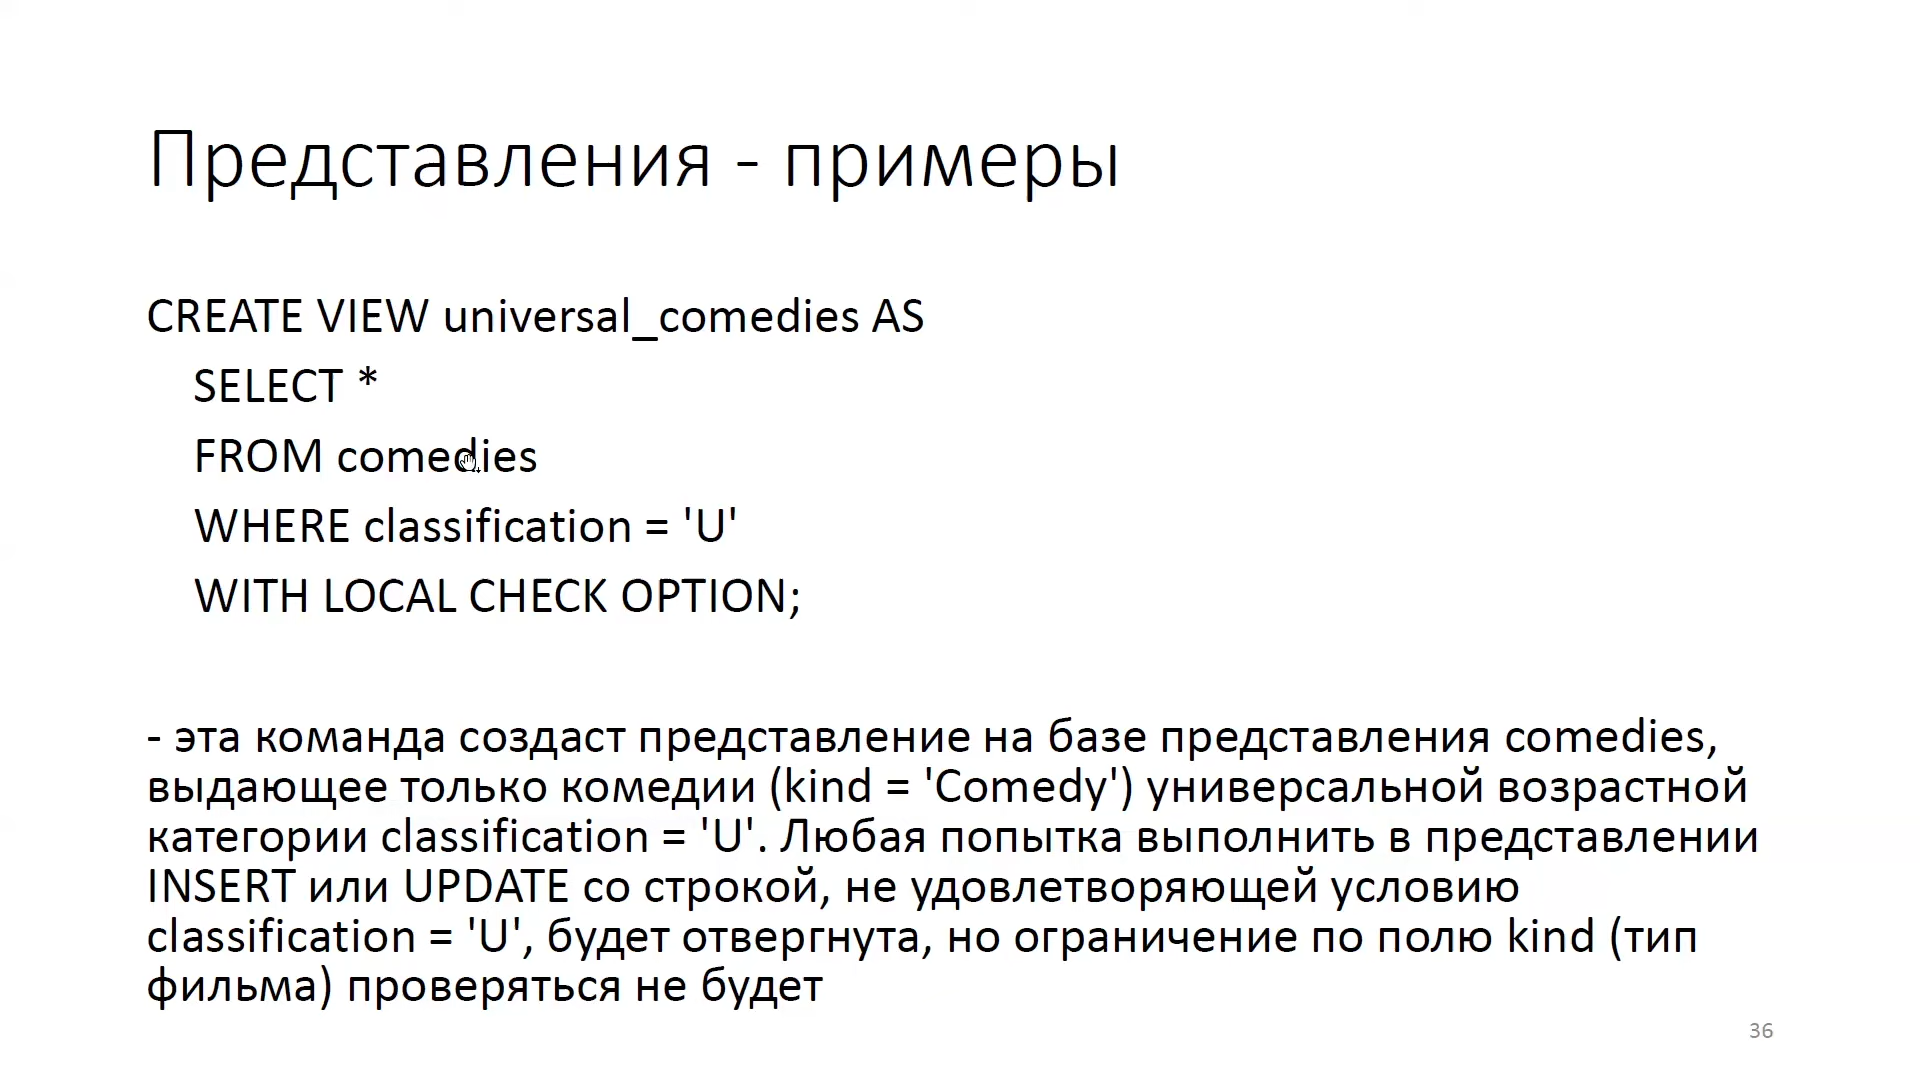 Представления - примеры
CREATE VIEW universal_comedies AS
SELECT *
FROM comedies
WHERE classification = 'U'
WITH LOCAL CHECK OPTION;
- эта команда создаст представление на базе представления comedies,
выдающее только комедии (kind = 'Comedy') универсальной возрастной
категории classification = 'U'. Любая попытка выполнить в представлении
INSERT или UPDATE со строкой, не удовлетворяющей условию
classification = 'U', будет отвергнута, но ограничение по полю kind (тип
фильма) проверяться не будет
36